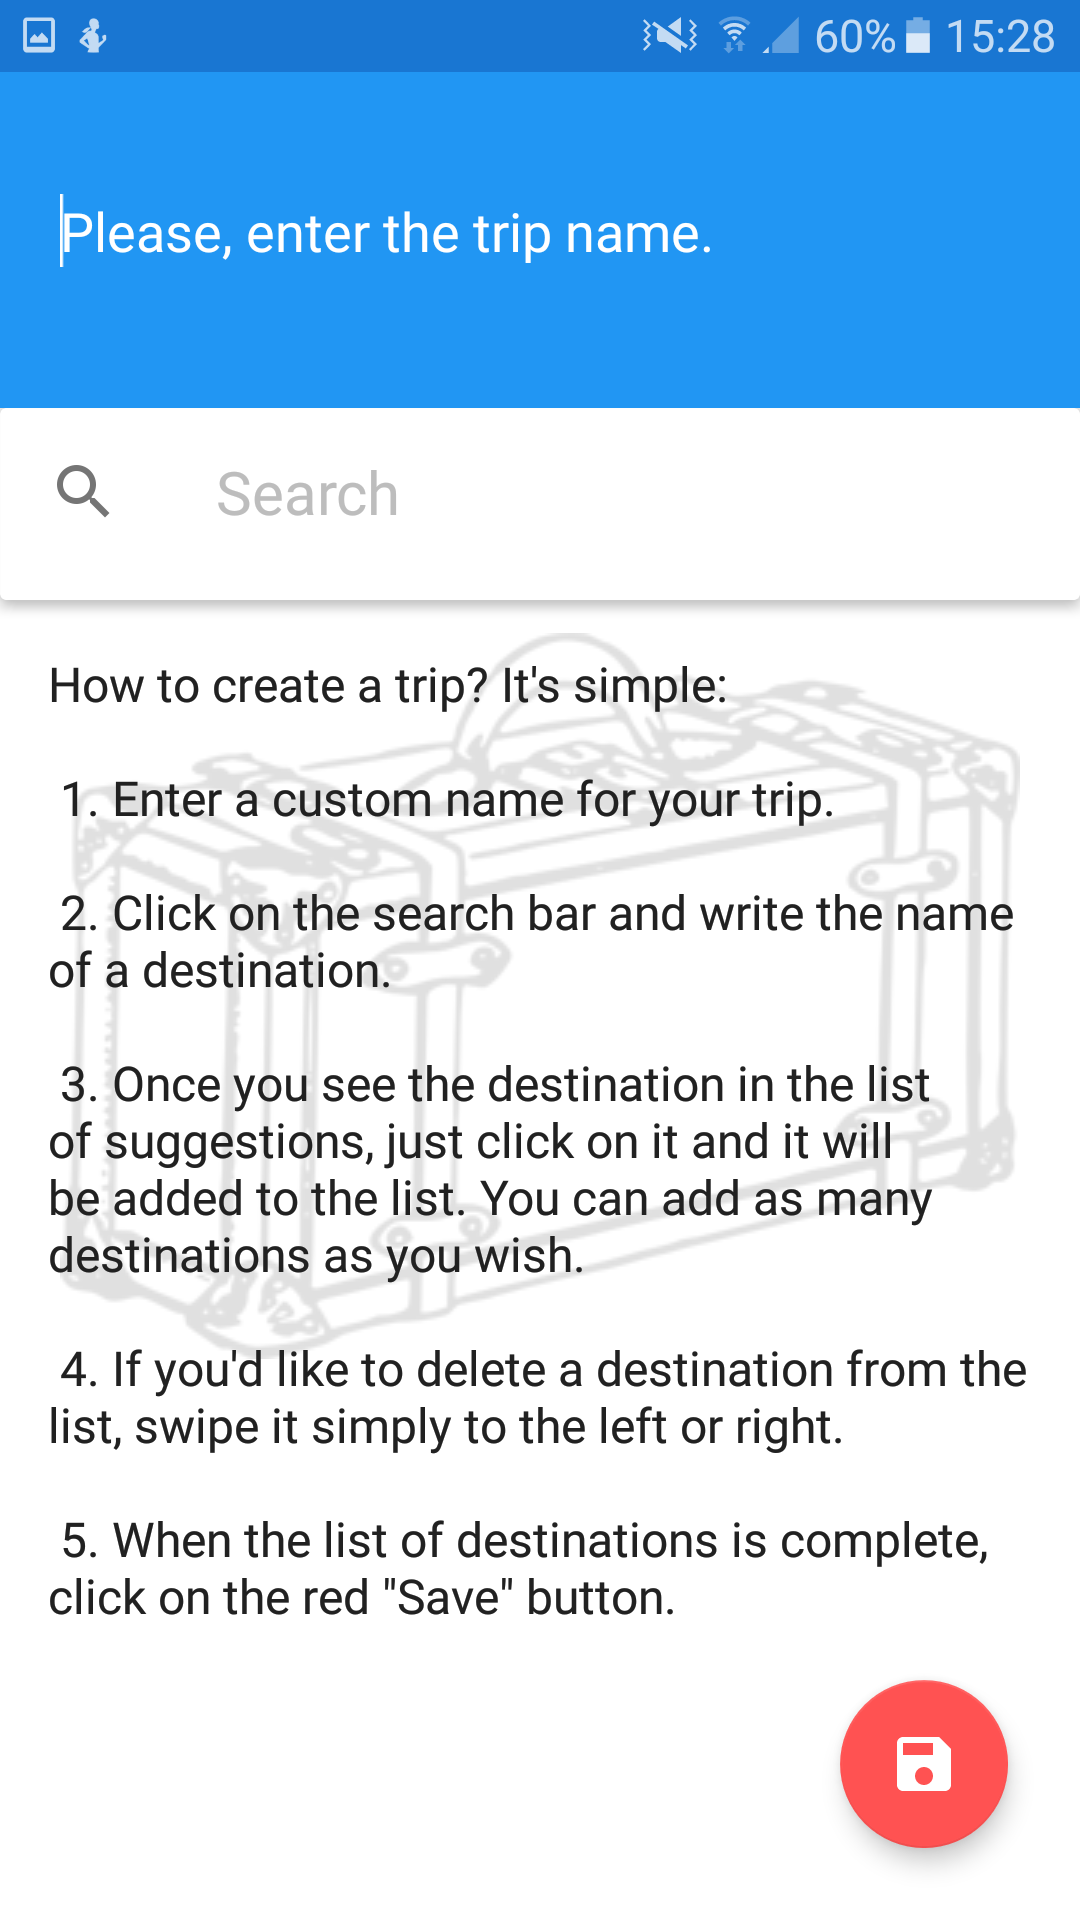 60% 15:28
Please, enter the trip name.
Search
How to create a trip? It's simple:
1. Enter a custom name for your trip.
2. Click on the search bar and write the name
of a destination.
3. Once you see the destination in the list
of suggestions, just click on it and it will
be added to the list. You can add as many
destinations as you wish.
4. If you'd like to delete a destination from the
list, swipe it simply to the left or right.
5. When the list of destinations is complete,
click on the red "Save" button.